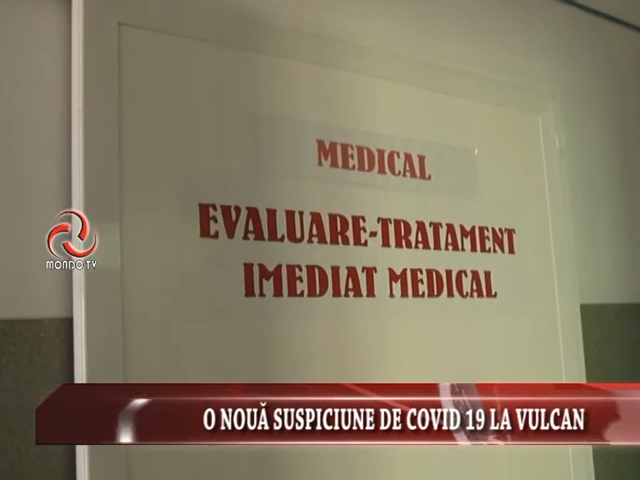 MEDICAL
EVALUARE-TRATAMENT
IMEDIAT MEDICAL
MONDO TV
O NOUĂ SUSPICIUNE DE COVID 19 LA VULCAN